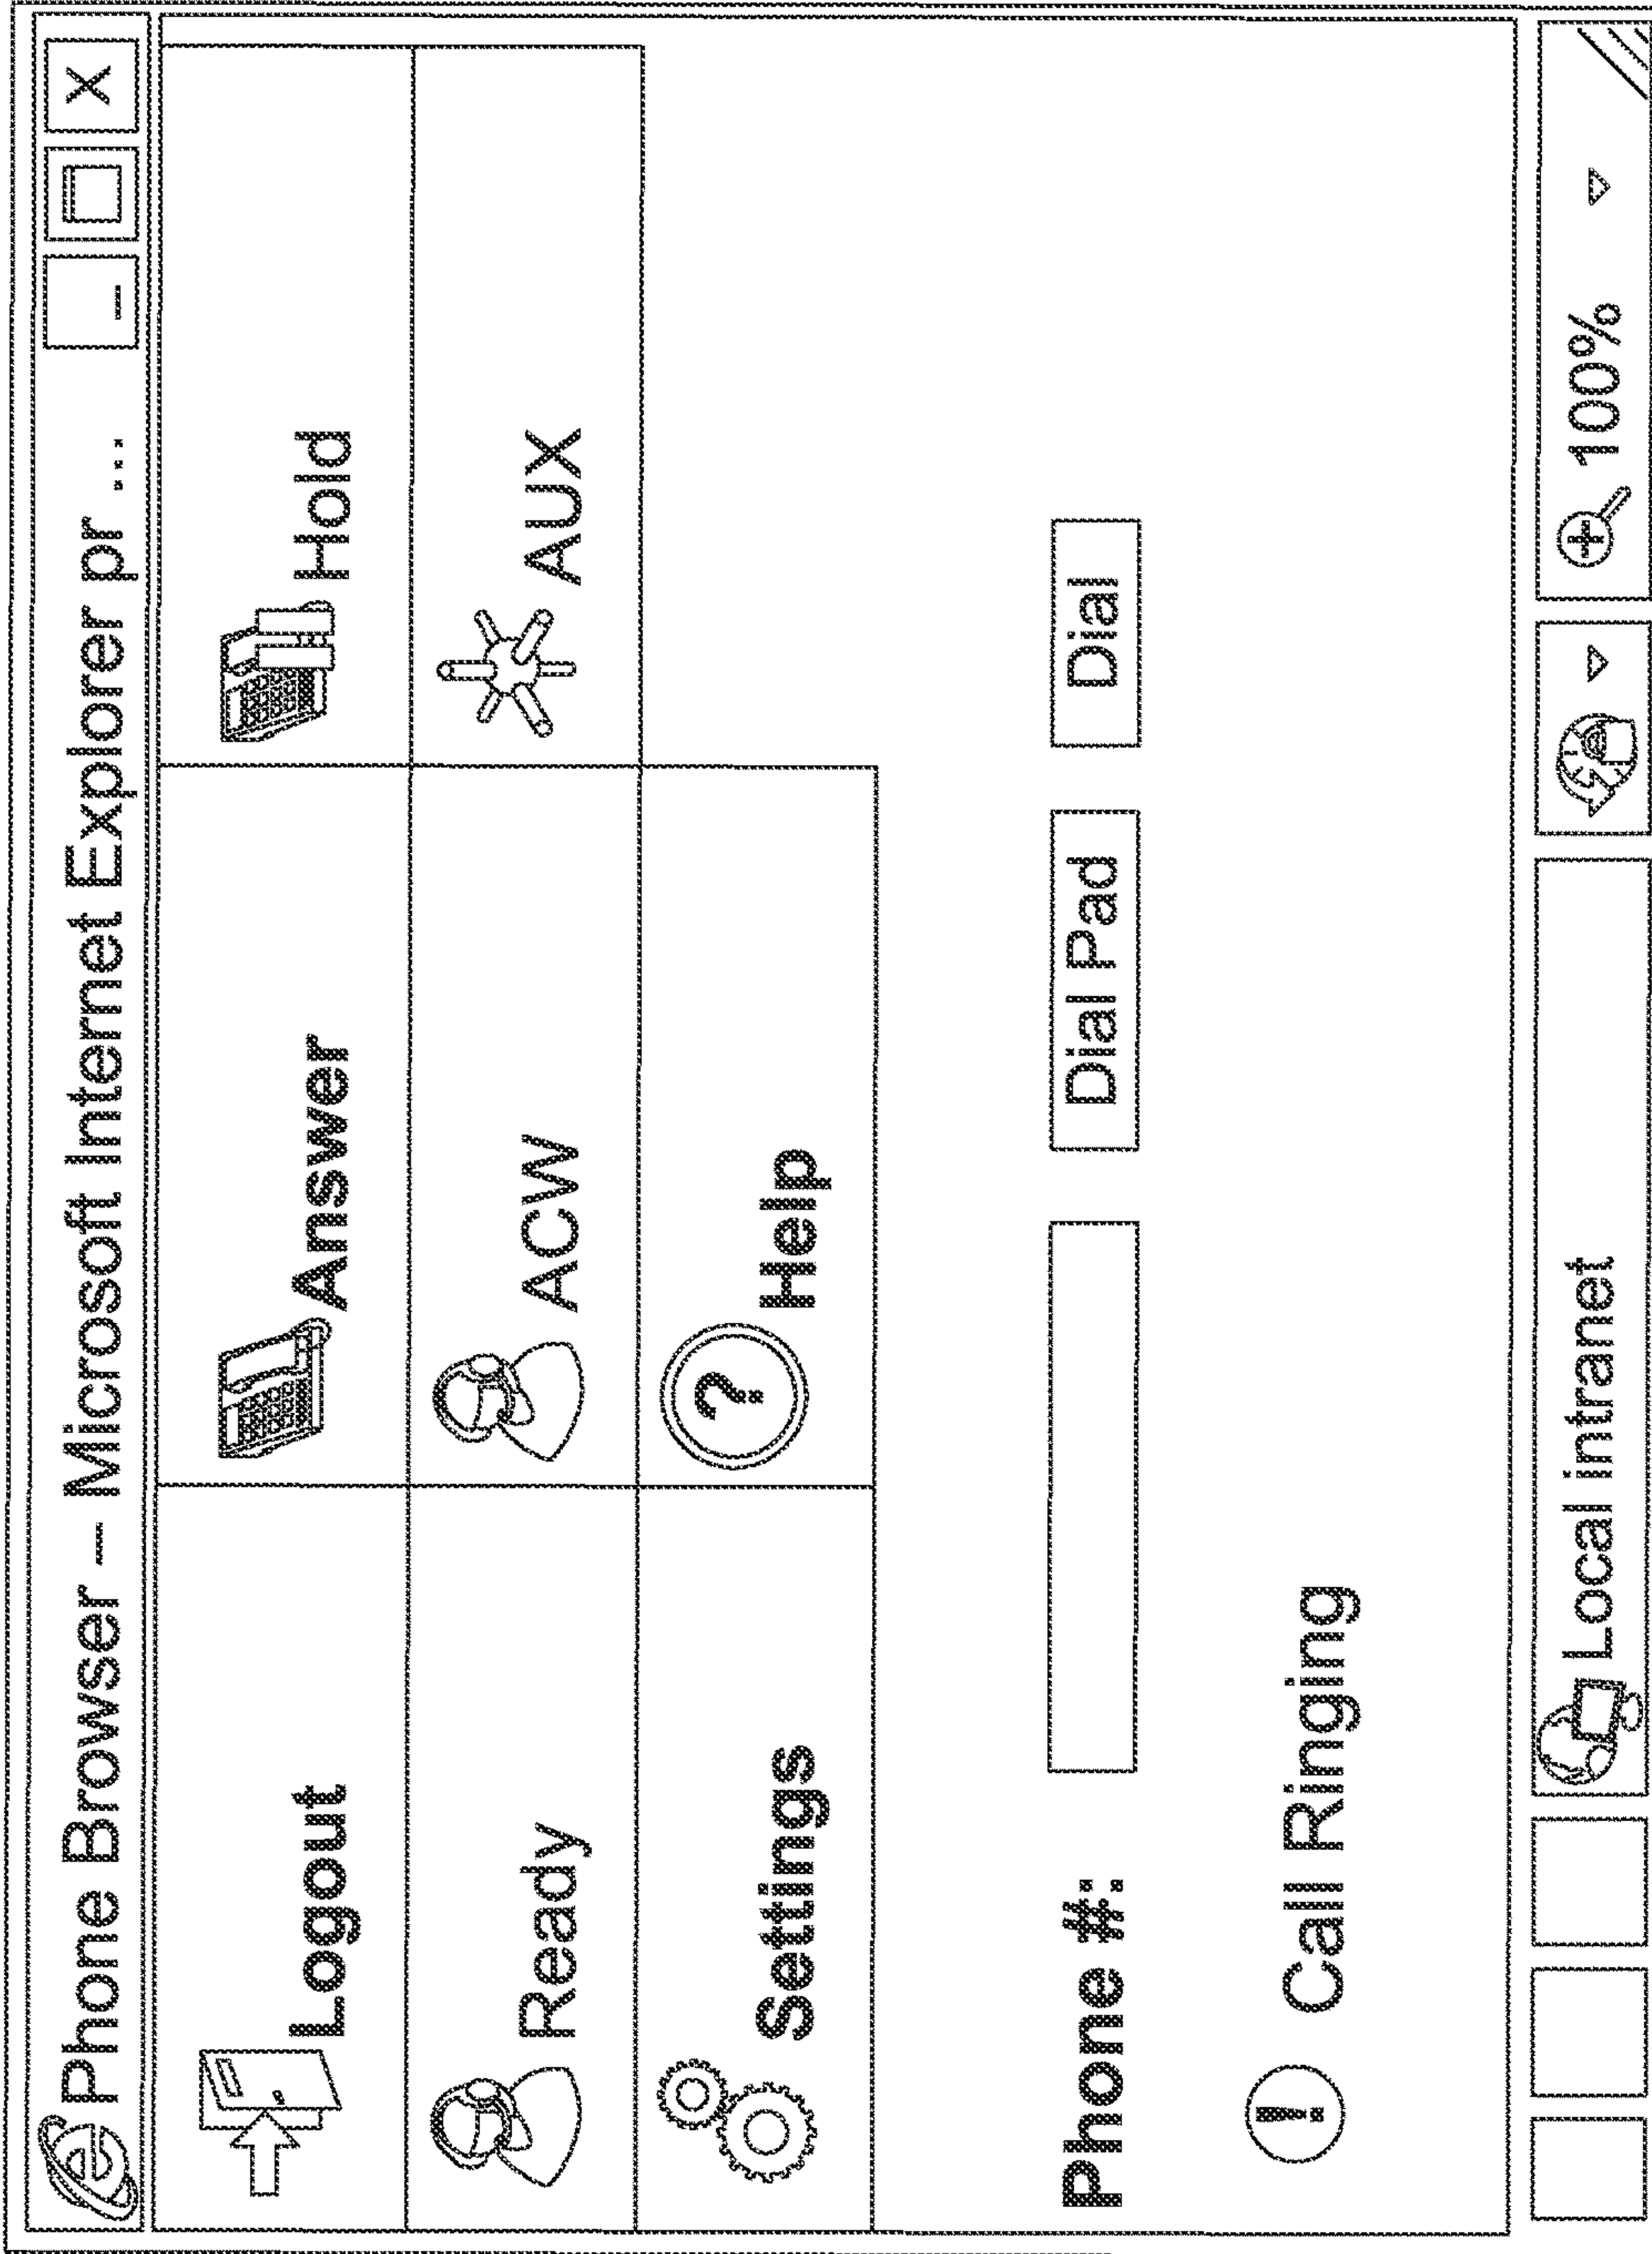 Phone Browser – Microsoft Internet Explorer pr ...
Logout Answer Hold
Ready ACW AUX
Settings Help
Phone #: Dial Pad Dial
! Call Ringing
Local intranet 100%